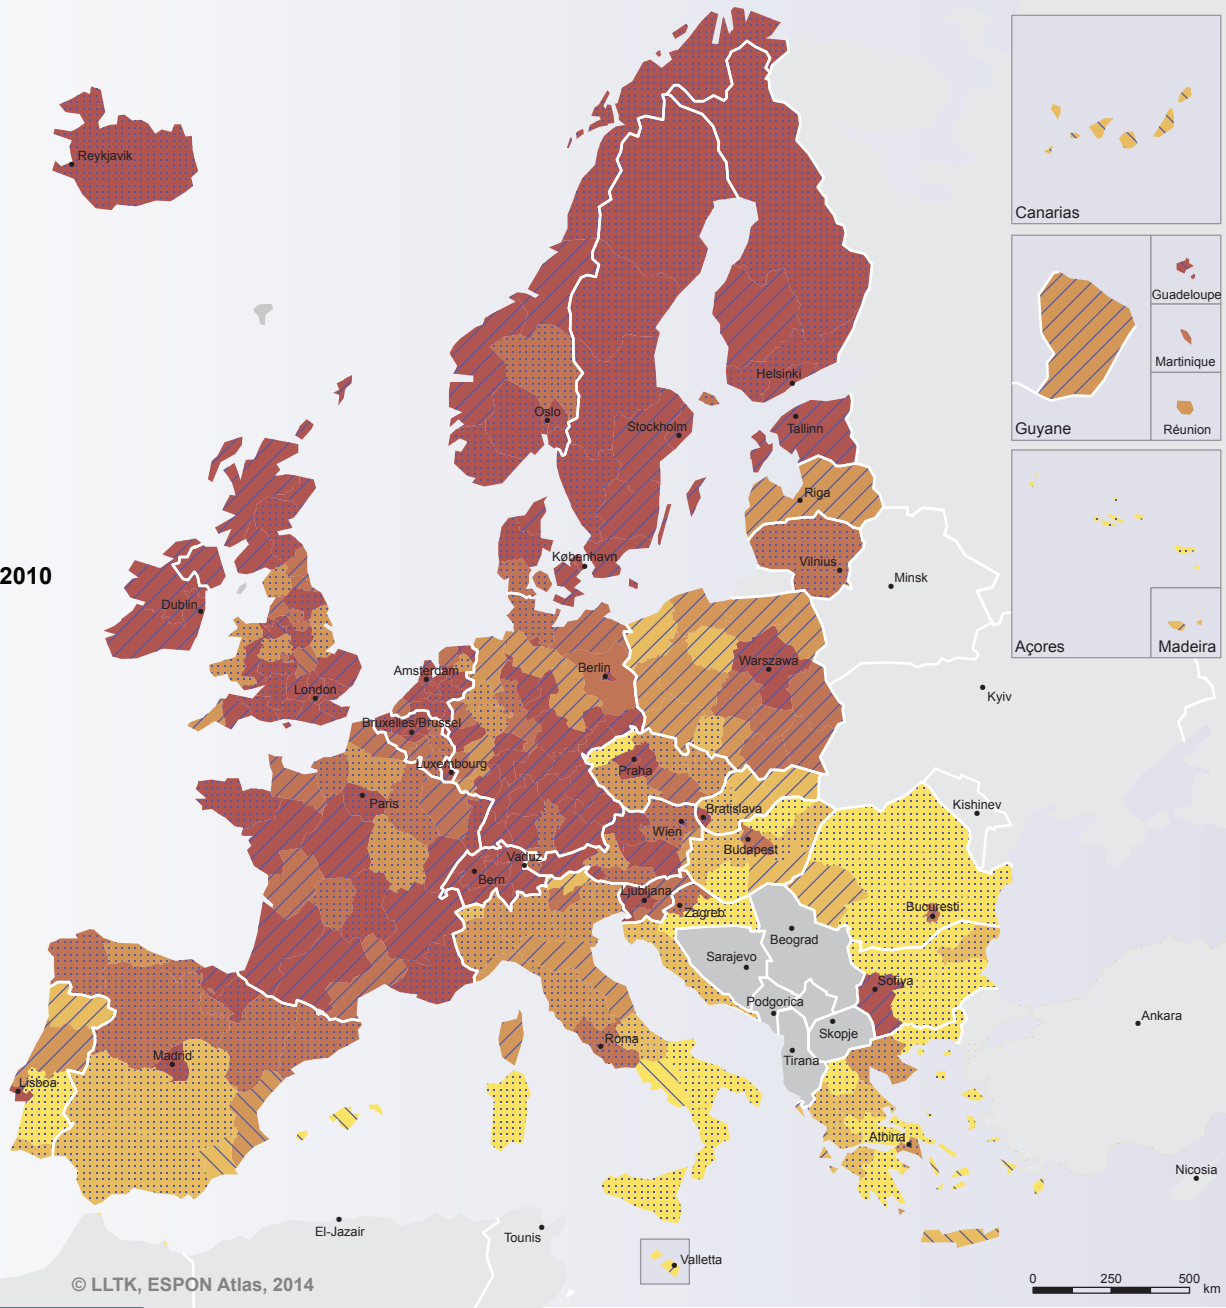 Canarias
Reykjavik
Guadeloupe
Martinique
Guyane
Réunion
Helsinki
Oslo
Stockholm
Tallinn
Riga
Açores
Madeira
2010
København
Vilnius
Minsk
Dublin
Amsterdam
Berlin
Warszawa
London
Kyiv
Bruxelles/Brussel
Luxembourg
Praha
Paris
Bratislava
Kishinev
Wien
Budapest
Vaduz
Bern
Ljubljana
Zagreb
Bucuresti
Beograd
Sarajevo
Sofiya
Podgorica
Skopje
Ankara
Roma
Madrid
Tirana
Lisboa
Athina
Nicosia
El-Jazair
Tounis
Valletta
© LLTK, ESPON Atlas, 2014
0 250 500
km